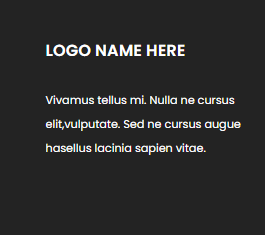 LOGO NAME HERE
Vivamus tellus mi. Nulla ne cursus
elit,vulputate. Sed ne cursus augue
hasellus lacinia sapien vitae.